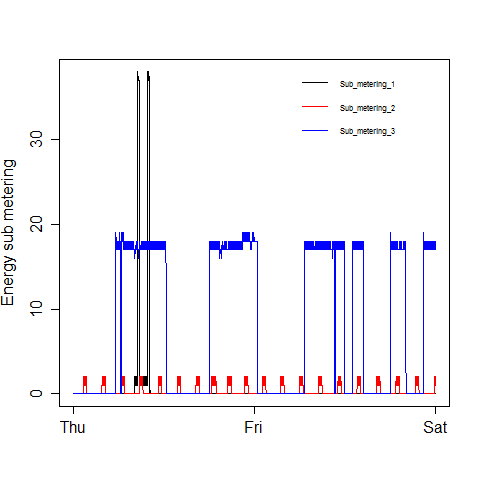 Energy sub metering
30
20
10
0
Sub_metering_1
Sub_metering_2
Sub_metering_3
Thu Fri Sat